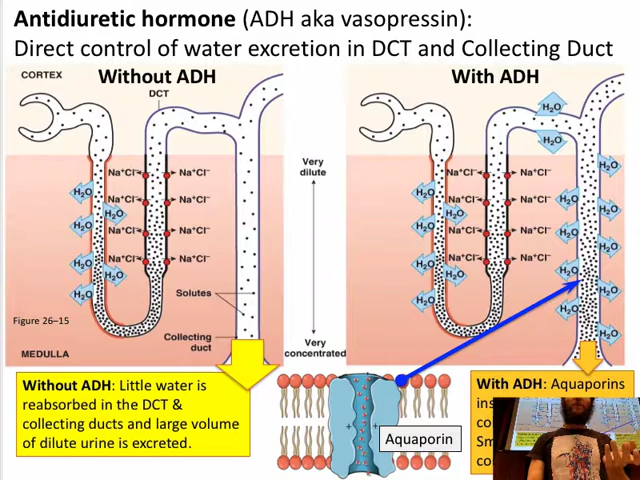 Antidiuretic hormone (ADH aka vasopressin):
Direct control of water excretion in DCT and Collecting Duct
CORTEX
Without ADH
DCT
Na⁺Cl⁻
Na⁺Cl⁻
H₂O
H₂O
Na⁺Cl⁻
Na⁺Cl⁻
H₂O
Na⁺Cl⁻
Na⁺Cl⁻
H₂O
H₂O
Na⁺Cl⁻
Na⁺Cl⁻
H₂O
Solutes
Figure 26–15
Collecting
duct
MEDULLA
Very
dilute
Very
concentrated
With ADH
H₂O
H₂O
H₂O
Na⁺Cl⁻
Na⁺Cl⁻
H₂O
H₂O
H₂O
Na⁺Cl⁻
Na⁺Cl⁻
H₂O
H₂O
H₂O
Na⁺Cl⁻
Na⁺Cl⁻
H₂O
H₂O
Na⁺Cl⁻
Na⁺Cl⁻
H₂O
H₂O
H₂O
H₂O
H₂O
Without ADH: Little water is
reabsorbed in the DCT &
collecting ducts and large volume
of dilute urine is excreted.
+
+
Aquaporin
With ADH: Aquaporins